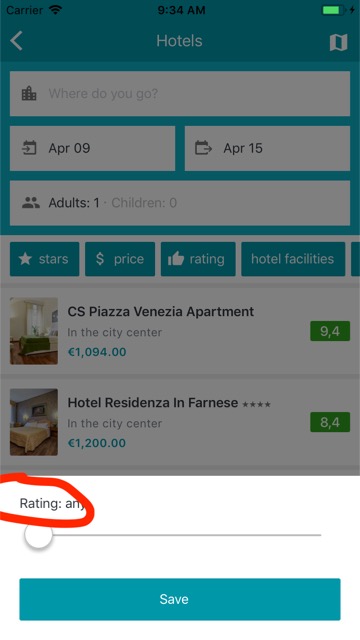 Carrier 9:34 AM
Hotels
Where do you go?
Apr 09 Apr 15
Adults: 1 · Children: 0
stars $ price rating hotel facilities
CS Piazza Venezia Apartment
In the city center 9,4
€1,094.00
Hotel Residenza In Farnese ★★★★
In the city center 8,4
€1,200.00
Rating: any
Save